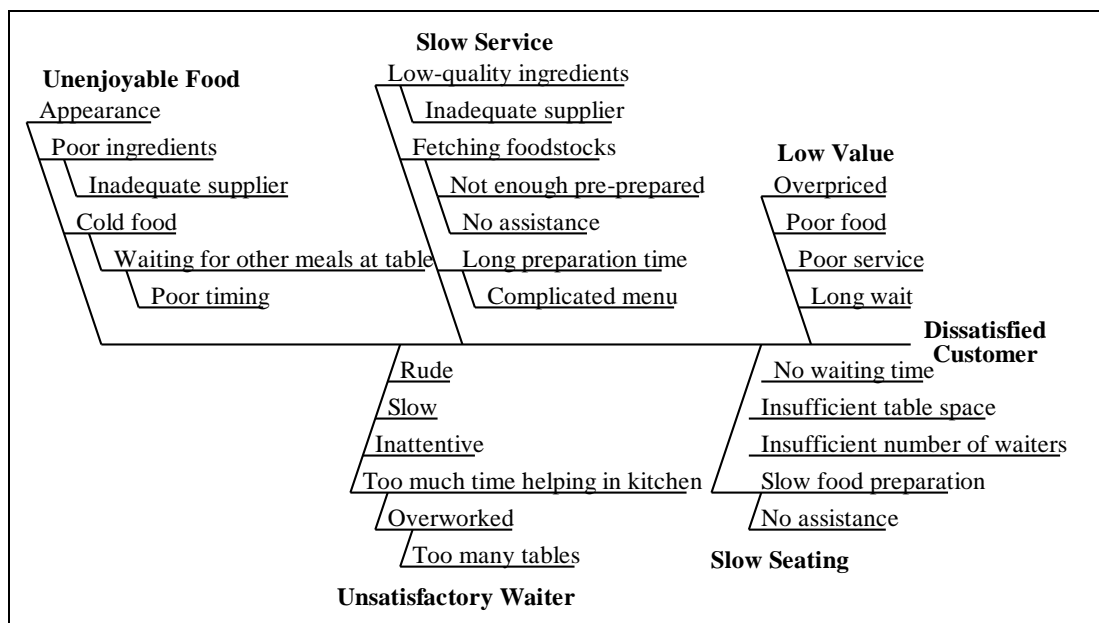 Slow Service
Low-quality ingredients
Inadequate supplier
Fetching foodstocks
Not enough pre-prepared
No assistance
Long preparation time
Complicated menu
Unenjoyable Food
Appearance
Poor ingredients
Inadequate supplier
Cold food
Waiting for other meals at table
Poor timing
Low Value
Overpriced
Poor food
Poor service
Long wait
Dissatisfied
Customer
Rude
Slow
Inattentive
Too much time helping in kitchen
Overworked
Too many tables
Unsatisfactory Waiter
No waiting time
Insufficient table space
Insufficient number of waiters
Slow food preparation
No assistance
Slow Seating